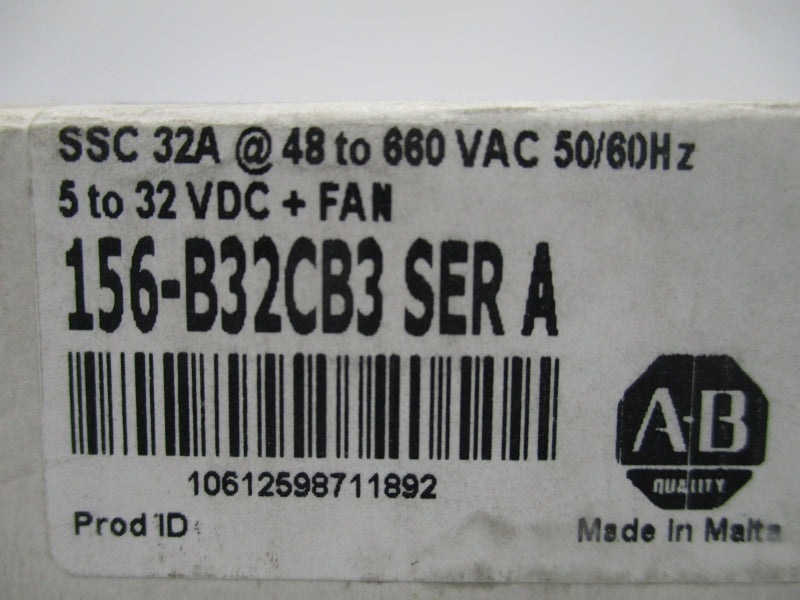 SSC 32A @ 48 to 660 VAC 50/60Hz
5 to 32 VDC + FAN
156-B32CB3 SER A
10612598711892
Prod ID
A-B
QUALITY
Made In Malta